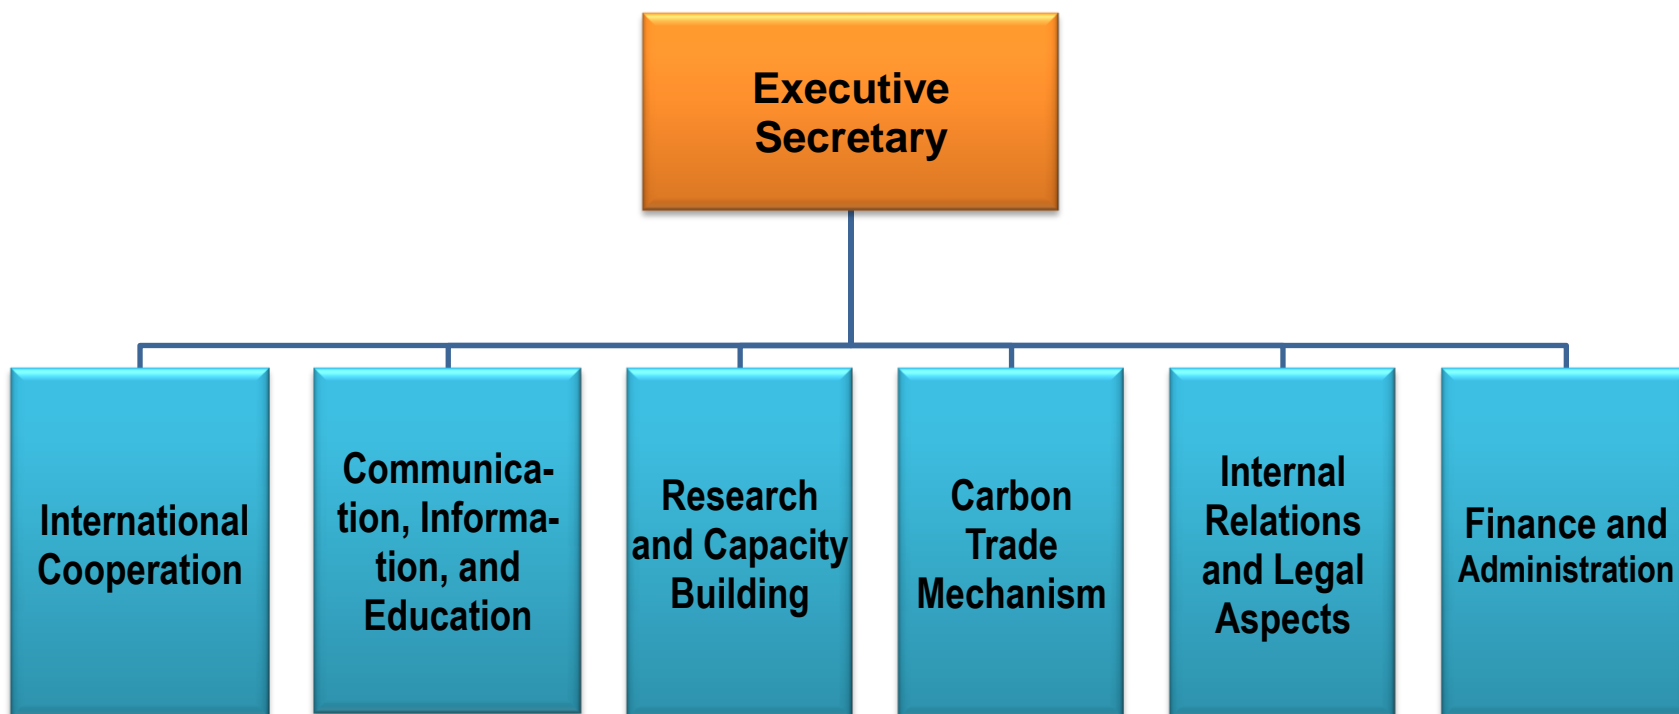 Executive
Secretary
International
Cooperation
Communica-
tion, Informa-
tion, and
Education
Research
and Capacity
Building
Carbon
Trade
Mechanism
Internal
Relations
and Legal
Aspects
Finance and
Administration